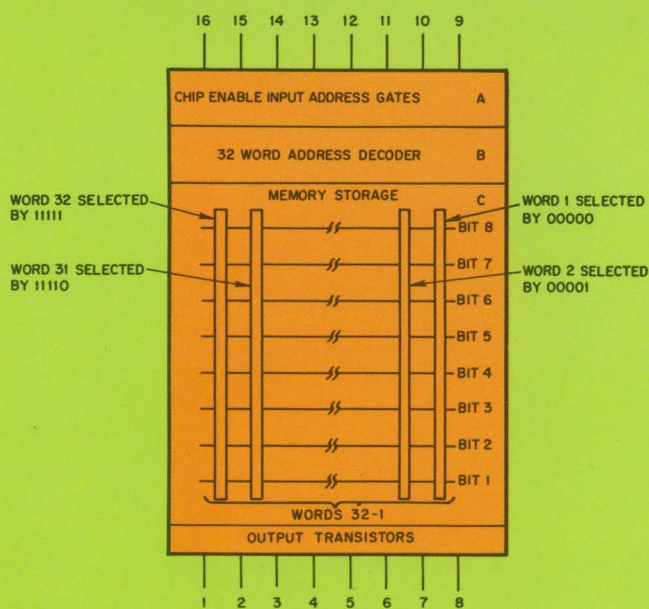 16 15 14 13 12 11 10 9
CHIP ENABLE INPUT ADDRESS GATES A
32 WORD ADDRESS DECODER B
MEMORY STORAGE C
WORD 32 SELECTED
BY 11111
WORD 31 SELECTED
BY 11110
WORD 1 SELECTED
BY 00000
WORD 2 SELECTED
BY 00001
BIT 8
BIT 7
BIT 6
BIT 5
BIT 4
BIT 3
BIT 2
BIT 1
WORDS 32-1
OUTPUT TRANSISTORS
1 2 3 4 5 6 7 8